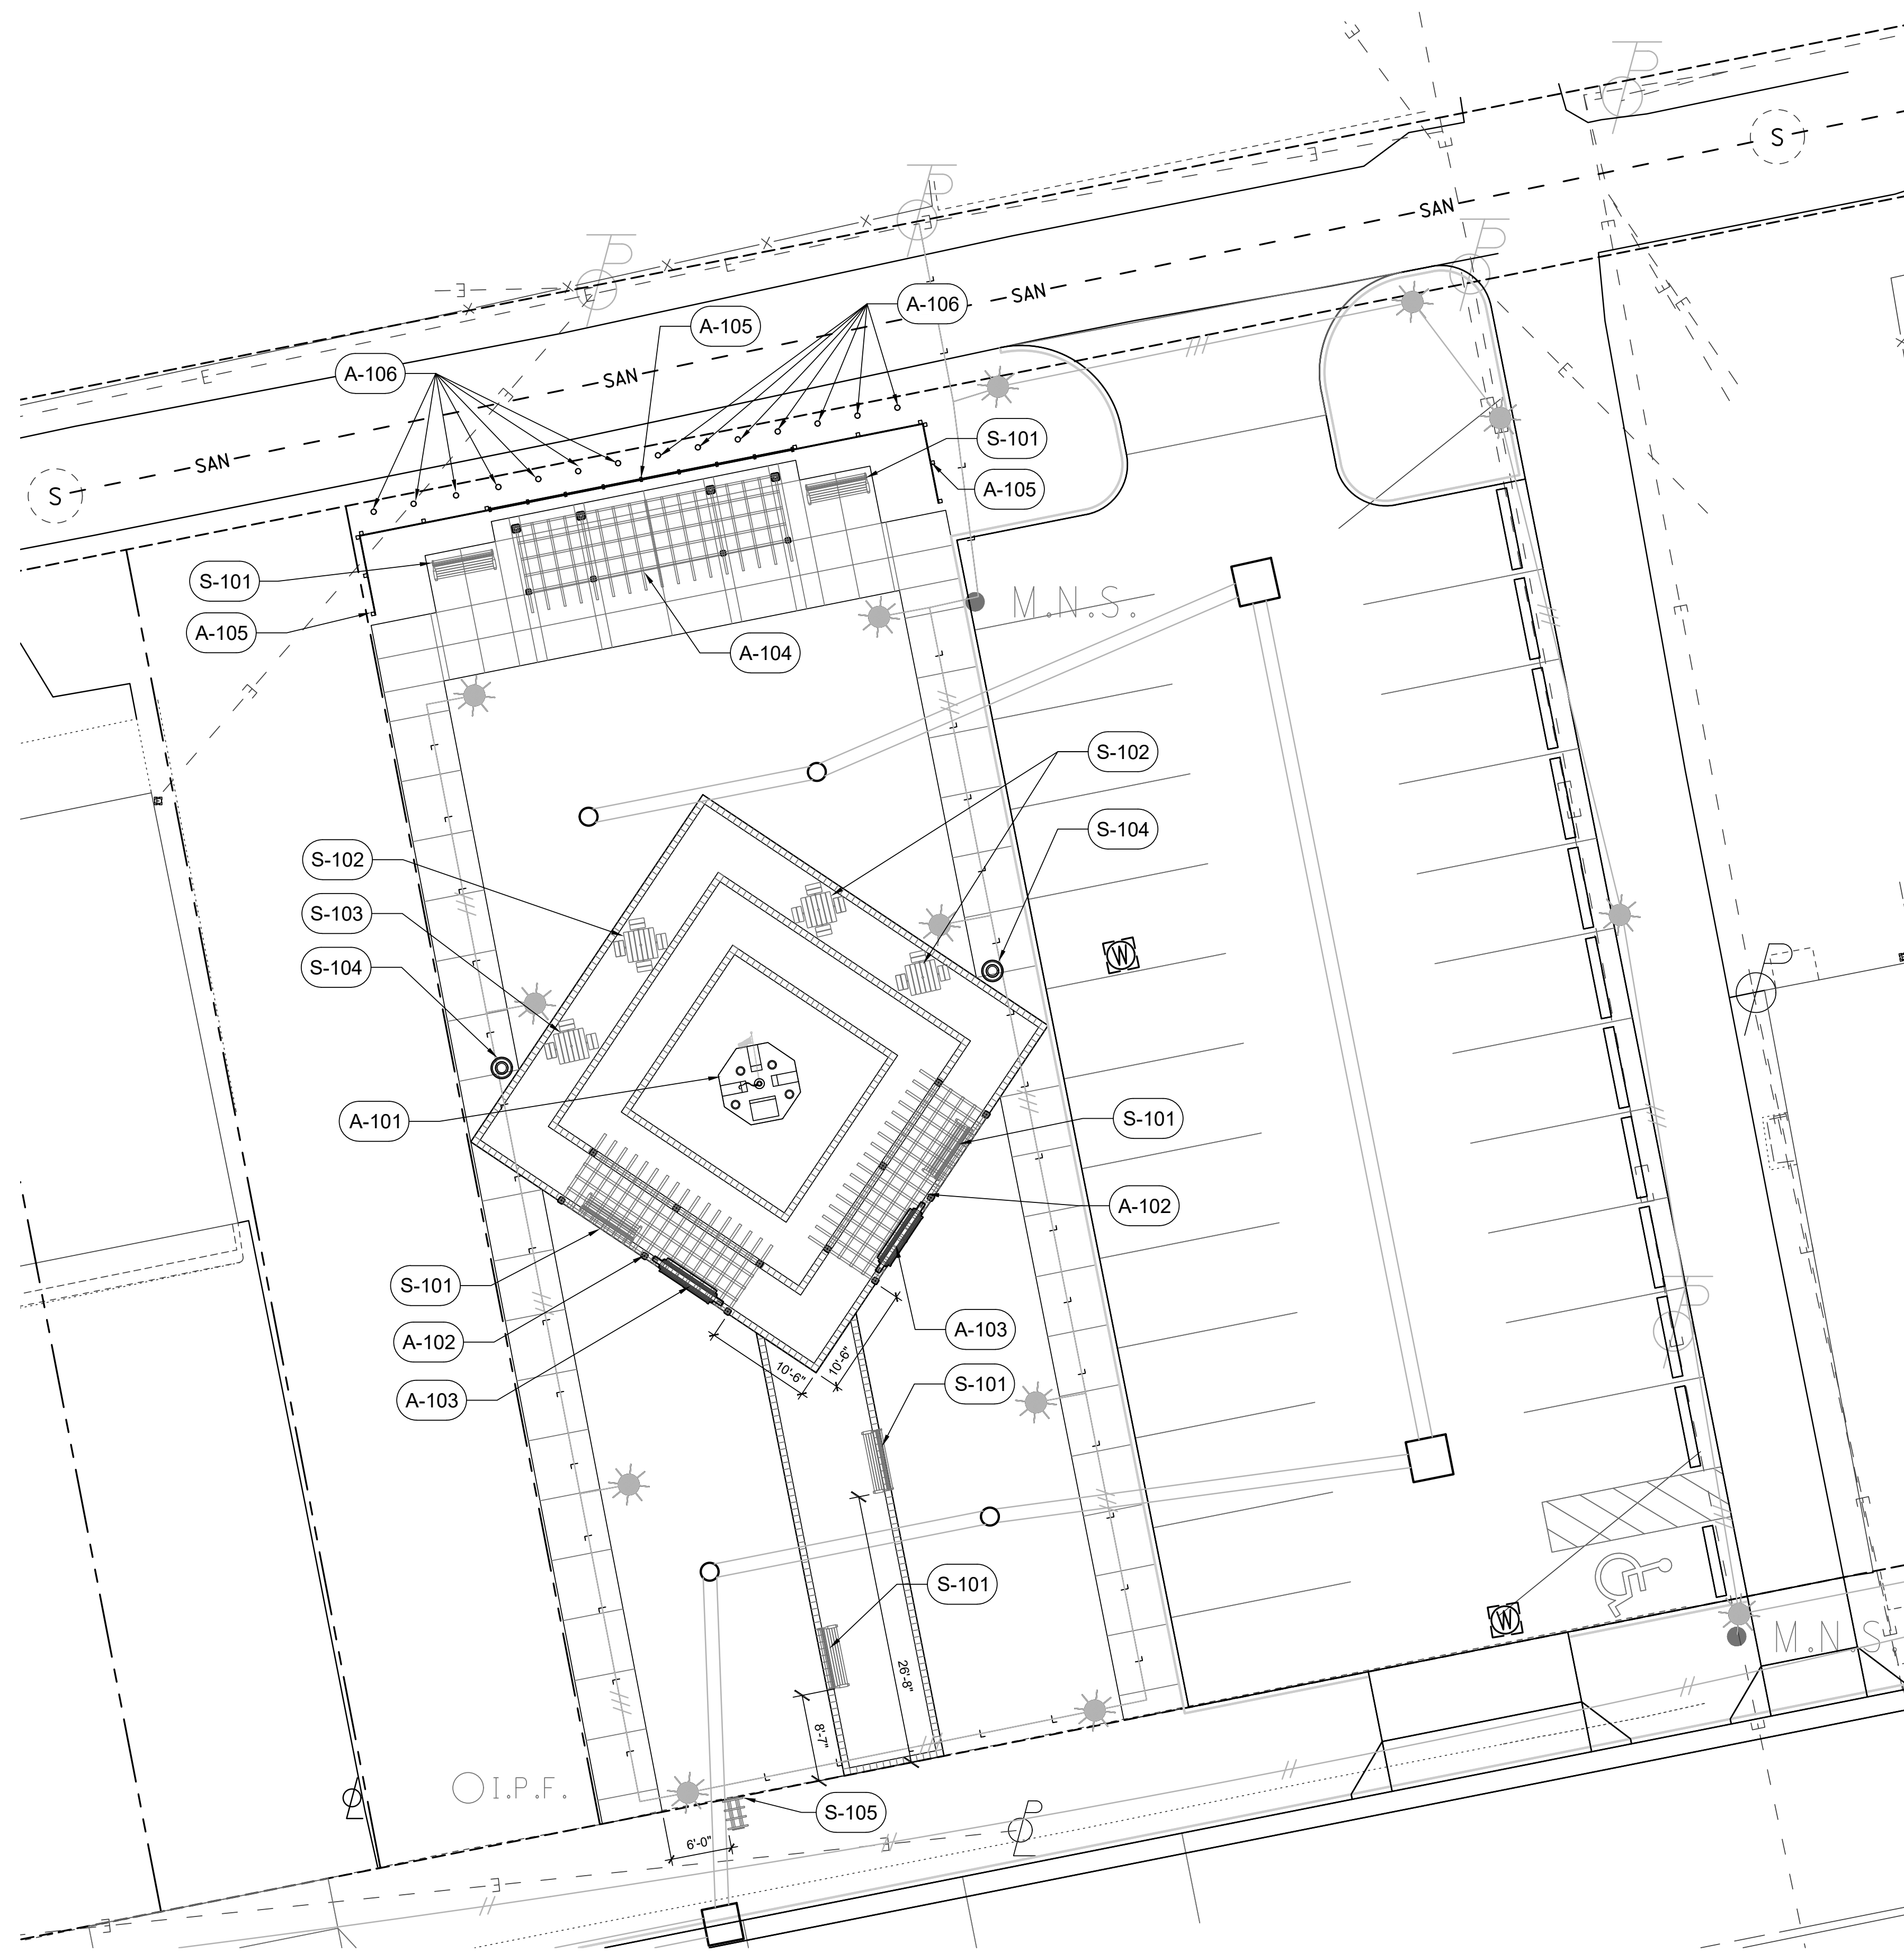 S
SAN
A-106
A-105
A-106
SAN
S-101
SAN
A-105
S
SAN
S-101
A-105
A-104
M.N.S.
S-102
S-104
S-102
S-103
S-104
W
A-101
S-101
A-102
S-101
A-102
A-103
A-103
10'-6"
10'-6"
S-101
S-101
26'-8"
8'-7"
W
M.N.S.
I.P.F.
S-105
6'-0"